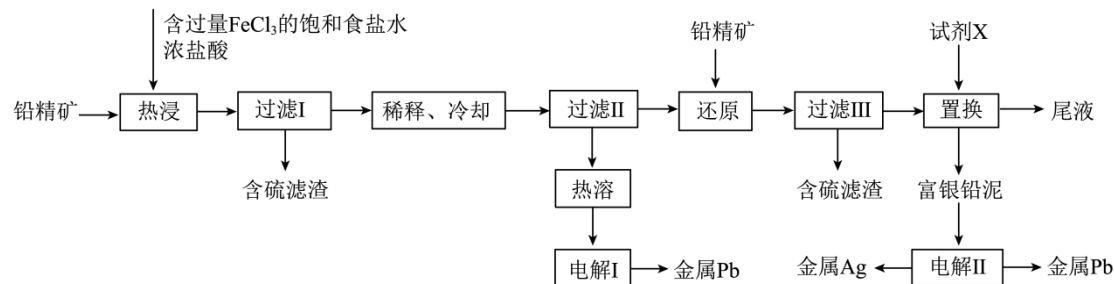 含过量FeCl₃的饱和食盐水
浓盐酸
铅精矿
试剂X
铅精矿
热浸
过滤I
稀释、冷却
过滤II
还原
过滤III
置换
尾液
含硫滤渣
热溶
含硫滤渣
富银铅泥
电解I
金属Pb
金属Ag
电解II
金属Pb